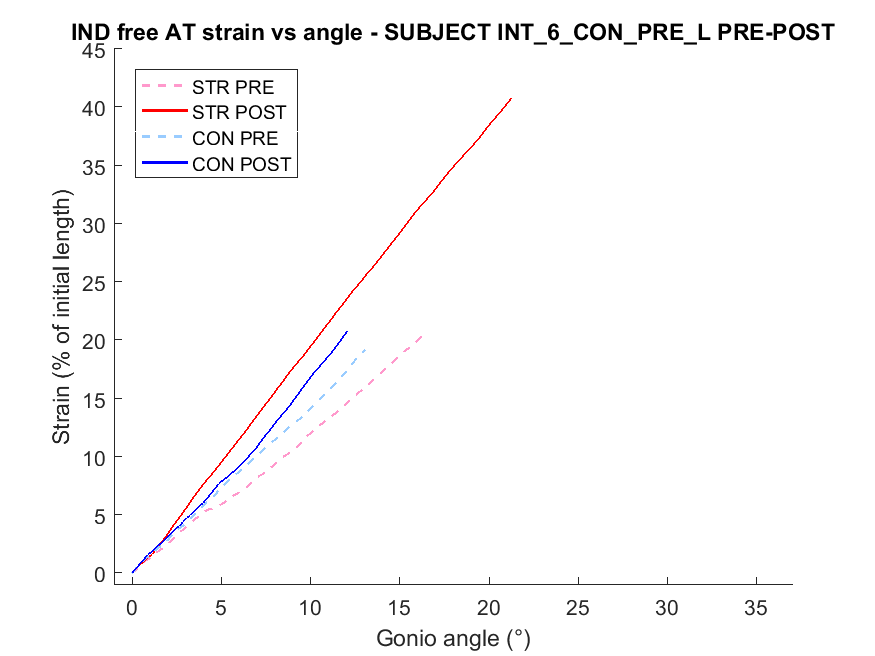 IND free AT strain vs angle - SUBJECT INT_6_CON_PRE_L PRE-POST
STR PRE
STR POST
CON PRE
CON POST
45
40
35
30
25
20
15
10
5
0
Strain (% of initial length)
0 5 10 15 20 25 30 35
Gonio angle (°)